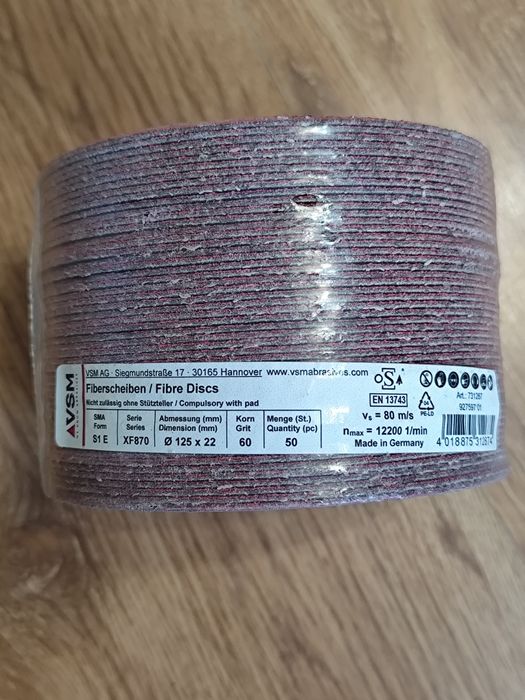 VSM
VSM AG · Siegmundstraße 17 · 30165 Hannover www.vsmabrasives.com
Fiberscheiben / Fibre Discs
Nicht zulässig ohne Stützteller / Compulsory with pad
SMA Form S1 E
Serie Series XF870
Abmessung (mm) Dimension (mm) Ø 125 x 22
Korn Grit 60
Menge (St.) Quantity (pc) 50
oSa
EN 13743
PE-LD
vs = 80 m/s
nmax = 12200 1/min
Made in Germany
Art.: 731267
927597'01
4 018875 312674